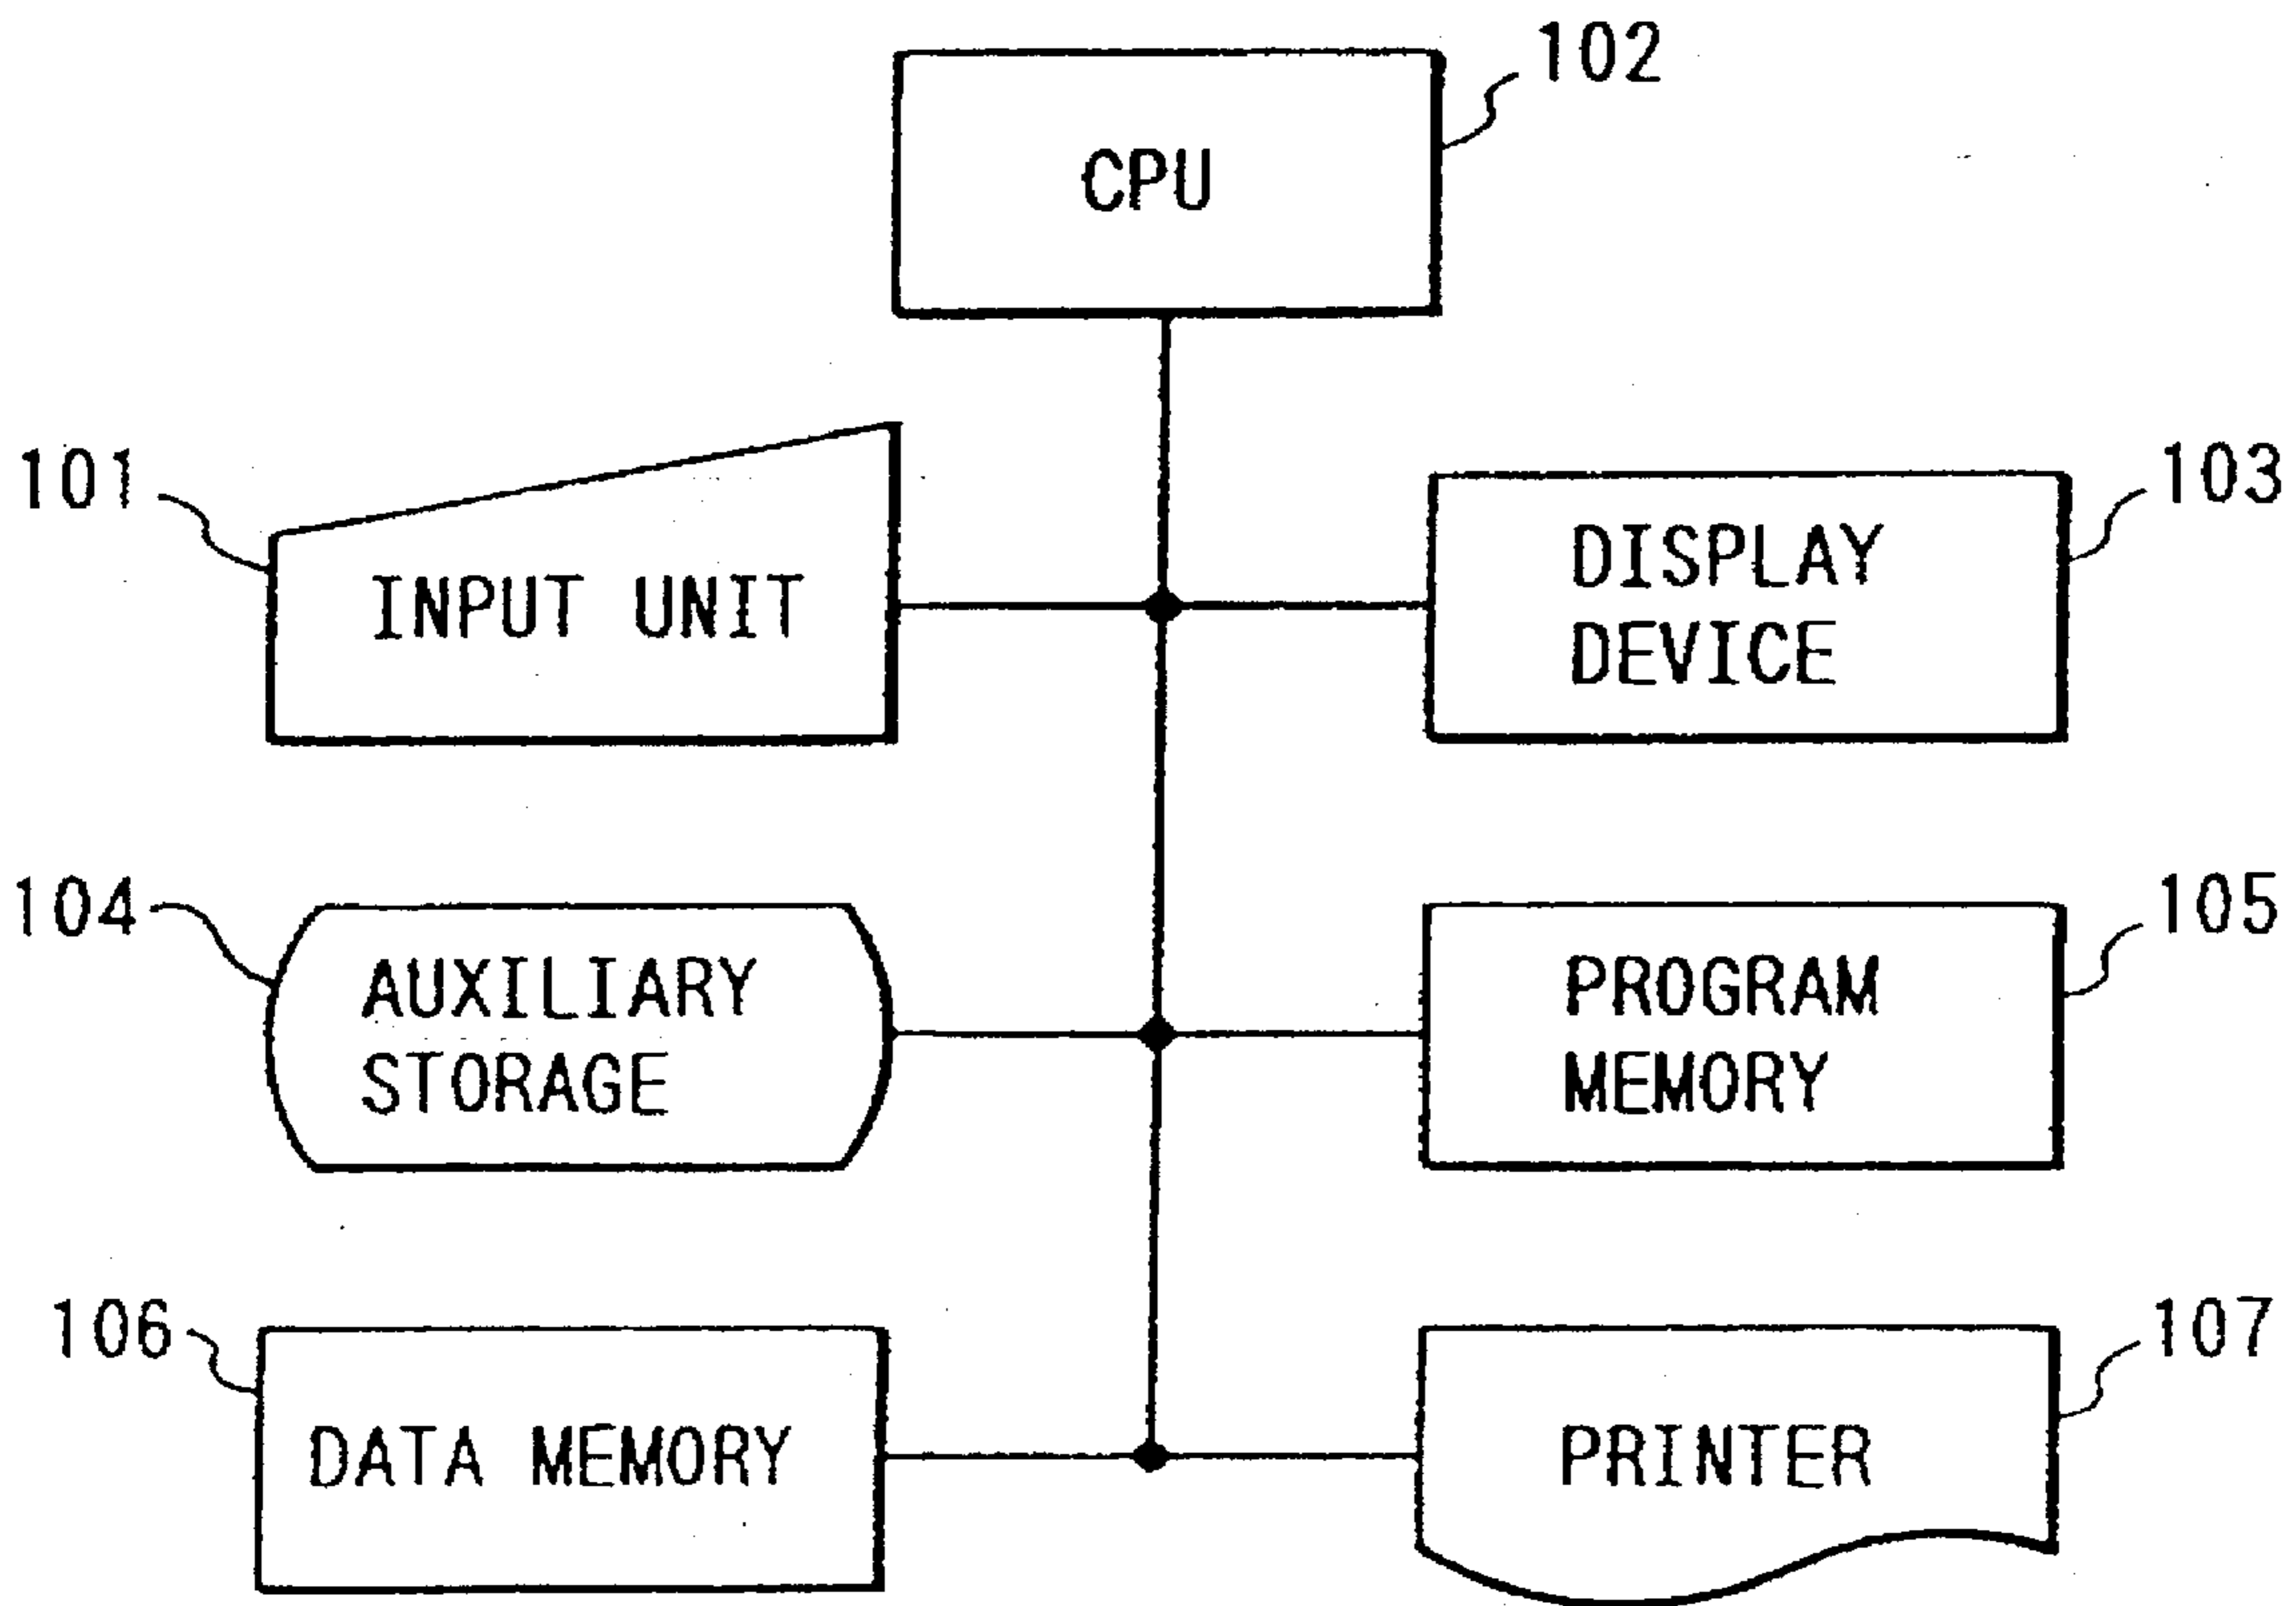 102
CPU
101
INPUT UNIT
103
DISPLAY
DEVICE
104
AUXILIARY
STORAGE
105
PROGRAM
MEMORY
106
DATA MEMORY
107
PRINTER